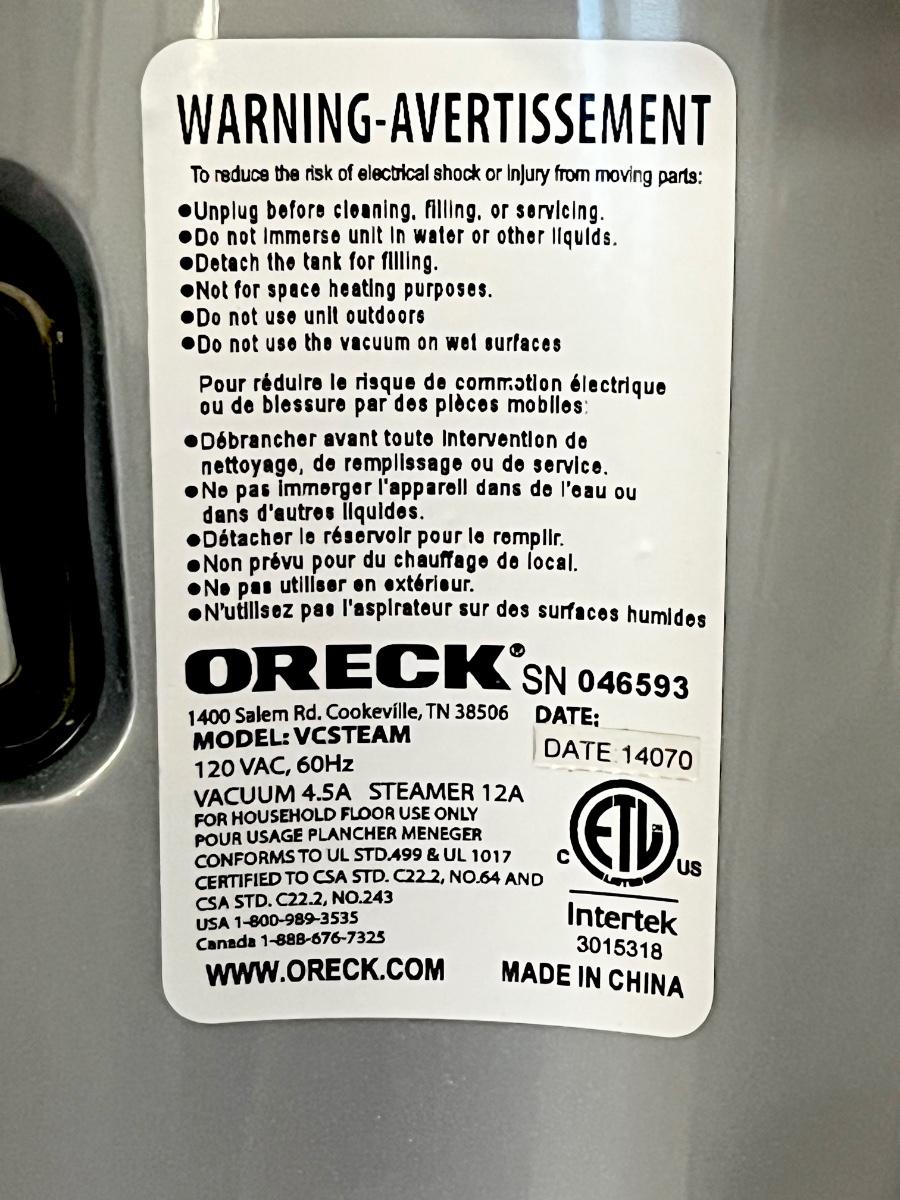 WARNING-AVERTISSEMENT
To reduce the risk of electrical shock or injury from moving parts:
●Unplug before cleaning, filling, or servicing.
●Do not immerse unit in water or other liquids.
●Detach the tank for filling.
●Not for space heating purposes.
●Do not use unit outdoors
●Do not use the vacuum on wet surfaces
Pour réduire le risque de commotion électrique
ou de blessure par des pièces mobiles:
●Débrancher avant toute intervention de
nettoyage, de remplissage ou de service.
●Ne pas immerger l'appareil dans de l'eau ou
dans d'autres liquides.
●Détacher le réservoir pour le remplir.
●Non prévu pour du chauffage de local.
●Ne pas utiliser en extérieur.
●N'utilisez pas l'aspirateur sur des surfaces humides
ORECK® SN 046593
1400 Salem Rd. Cookeville, TN 38506 DATE:
MODEL: VCSTEAM
DATE 14070
120 VAC, 60Hz
VACUUM 4.5A STEAMER 12A
FOR HOUSEHOLD FLOOR USE ONLY
POUR USAGE PLANCHER MENEGER
CONFORMS TO UL STD.499 & UL 1017
CERTIFIED TO CSA STD. C22.2, NO.64 AND
CSA STD. C22.2, NO.243
USA 1-800-989-3535
Canada 1-888-676-7325
WWW.ORECK.COM
C ETL US
LISTED
Intertek
3015318
MADE IN CHINA